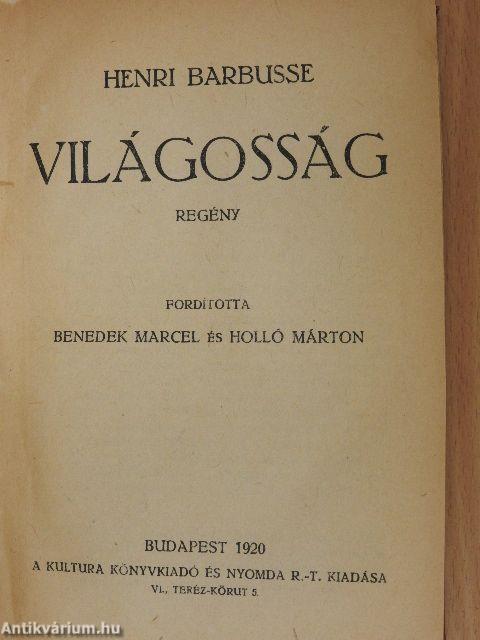 HENRI BARBUSSE
VILÁGOSSÁG
REGÉNY
FORDÍTOTTA
BENEDEK MARCEL ÉS HOLLÓ MÁRTON
BUDAPEST 1920
A KULTURA KÖNYVKIADÓ ÉS NYOMDA R.-T. KIADÁSA
VI., TERÉZ-KÖRUT 5.
Antikvárium.hu